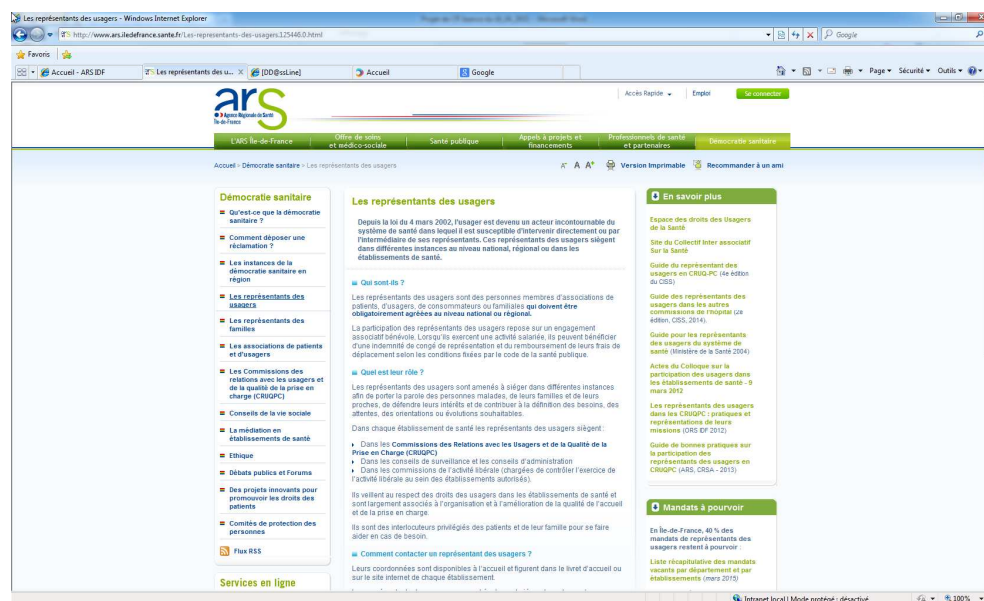 Les représentants des usagers - Windows Internet Explorer
http://www.ars.iledefrance.sante.fr/Les-representants-des-usagers.125446.0.html
Google
Favoris
Accueil - ARS IDF
Les représentants des u...
[DD@ssLine]
Accueil
Google
Page
Sécurité
Outils
ars
Agence Régionale de Santé
Île-de-France
Accès Rapide
Emploi
Se connecter
L'ARS Île-de-France
Offre de soins
et médico-sociale
Santé publique
Appels à projets et
financements
Professionnels de santé
et partenaires
Démocratie sanitaire
Accueil > Démocratie sanitaire > Les représentants des usagers
A- A A+
Version Imprimable
Recommander à un ami
Démocratie sanitaire
Qu'est-ce que la démocratie
sanitaire ?
Comment déposer une
réclamation ?
Les instances de la
démocratie sanitaire en
région
Les représentants des
usagers
Les représentants des
familles
Les associations de patients
et d'usagers
Les Commissions des
relations avec les usagers et
de la qualité de la prise en
charge (CRUQPC)
Conseils de la vie sociale
La médiation en
établissements de santé
Ethique
Débats publics et Forums
Des projets innovants pour
promouvoir les droits des
patients
Comités de protection des
personnes
Flux RSS
Services en ligne
Les représentants des usagers
Depuis la loi du 4 mars 2002, l'usager est devenu un acteur incontournable du
système de santé dans lequel il est susceptible d'intervenir directement ou par
l'intermédiaire de ses représentants. Ces représentants des usagers siègent
dans différentes instances au niveau national, régional ou dans les
établissements de santé.
Qui sont-ils ?
Les représentants des usagers sont des personnes membres d'associations de
patients, d'usagers, de consommateurs ou familiales qui doivent être
obligatoirement agréées au niveau national ou régional.
La participation des représentants des usagers repose sur un engagement
associatif bénévole. Lorsqu'ils exercent une activité salariée, ils peuvent bénéficier
d'une indemnité de congé de représentation et du remboursement de leurs frais de
déplacement selon les conditions fixées par le code de la santé publique.
Quel est leur rôle ?
Les représentants des usagers sont amenés à siéger dans différentes instances
afin de porter la parole des personnes malades, de leurs familles et de leurs
proches, de défendre leurs intérêts et de contribuer à la définition des besoins, des
attentes, des orientations ou évolutions souhaitables.
Dans chaque établissement de santé les représentants des usagers siègent :
Dans les Commissions des Relations avec les Usagers et de la Qualité de la
Prise en Charge (CRUQPC)
Dans les conseils de surveillance et les conseils d'administration
Dans les commissions de l'activité libérale (chargées de contrôler l'exercice de
l'activité libérale au sein des établissements autorisés).
Ils veillent au respect des droits des usagers dans les établissements de santé et
sont largement associés à l'organisation et à l'amélioration de la qualité de l'accueil
et de la prise en charge.
Ils sont des interlocuteurs privilégiés des patients et de leur famille pour se faire
aider en cas de besoin.
Comment contacter un représentant des usagers ?
Leurs coordonnées sont disponibles à l'accueil et figurent dans le livret d'accueil ou
sur le site internet de chaque établissement.
En savoir plus
Espace des droits des Usagers
de la Santé
Site du Collectif Inter associatif
Sur la Santé
Guide du représentant des
usagers en CRUQ-PC (4e édition
du CISS)
Guide des représentants des
usagers dans les autres
commissions de l'hôpital (2e
édition, CISS, 2014).
Guide pour les représentants
des usagers du système de
santé (Ministère de la Santé 2004)
Actes du Colloque sur la
participation des usagers dans
les établissements de santé - 9
mars 2012
Les représentants des usagers
dans les CRUQPC : pratiques et
représentations de leurs
missions (ORS IDF 2012)
Guide de bonnes pratiques sur
la participation des
représentants des usagers en
CRUQPC (ARS, CRSA - 2013)
Mandats à pourvoir
En Île-de-France, 40 % des
mandats de représentants des
usagers restent à pourvoir :
Liste récapitulative des mandats
vacants par département et par
établissements (mars 2015)
Intranet local | Mode protégé : désactivé
100%